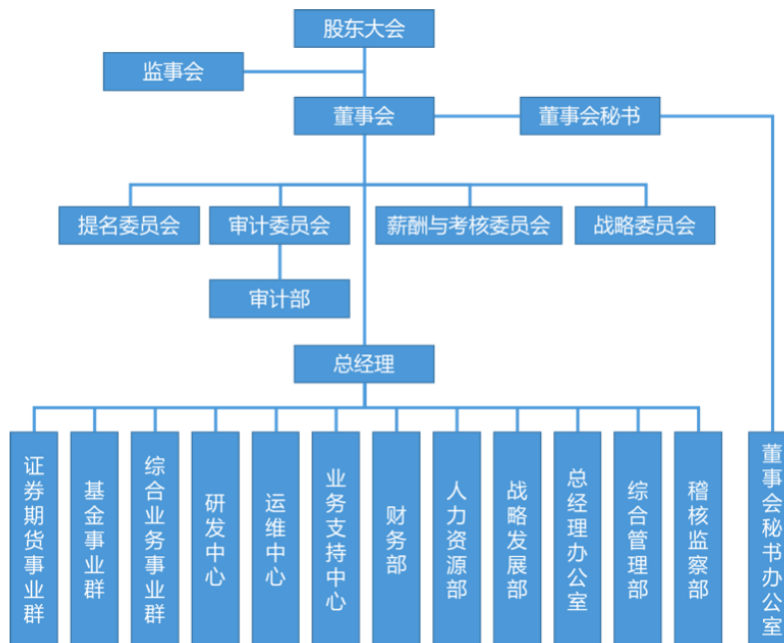 股东大会
监事会
董事会
董事会秘书
提名委员会
审计委员会
薪酬与考核委员会
战略委员会
审计部
总经理
证券期货事业群
基金事业群
综合业务事业群
研发中心
运维中心
业务支持中心
财务部
人力资源部
战略发展部
总经理办公室
综合管理部
稽核监察部
董事会秘书办公室